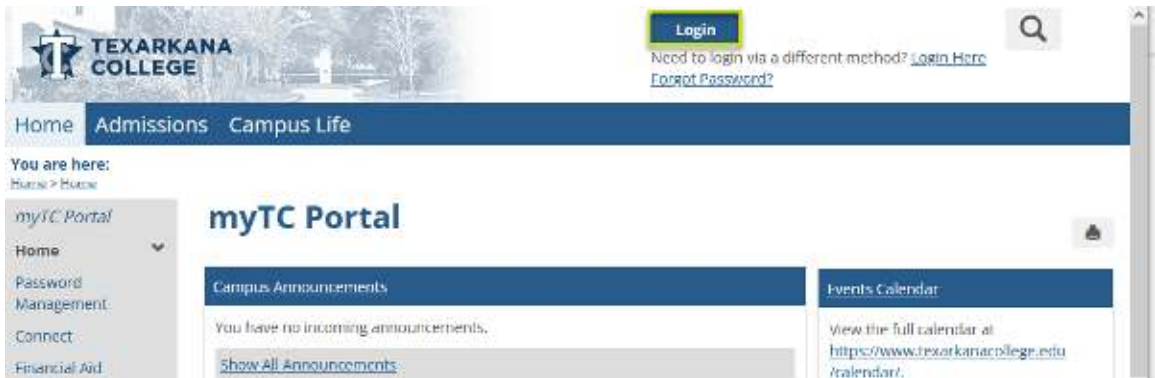 TEXARKANA
COLLEGE
Login
Need to login via a different method? Login Here
Forgot Password?
Home Admissions Campus Life
You are here:
Home > Home
myTC Portal
Home
Password
Management
Connect
Financial Aid
myTC Portal
Campus Announcements
You have no incoming announcements.
Show All Announcements
Events Calendar
View the full calendar at
https://www.texarkanacollege.edu
/calendar/.